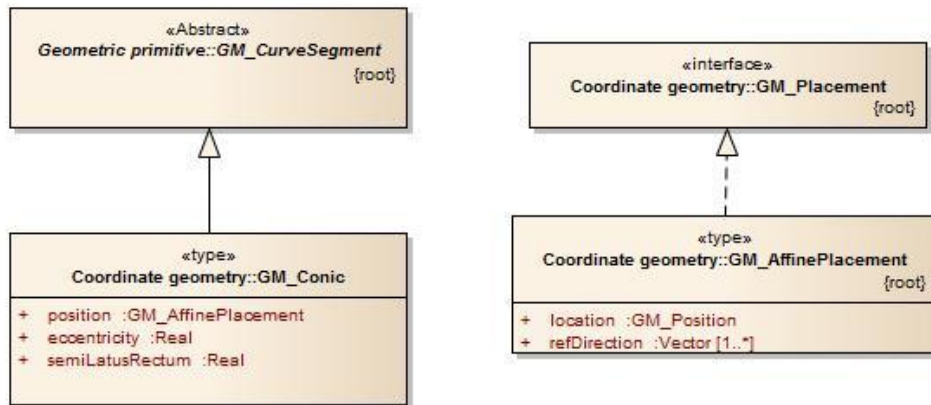 «Abstract»
Geometric primitive::GM_CurveSegment
{root}
«interface»
Coordinate geometry::GM_Placement
{root}
«type»
Coordinate geometry::GM_Conic
+ position :GM_AffinePlacement
+ eccentricity :Real
+ semiLatusRectum :Real
«type»
Coordinate geometry::GM_AffinePlacement
{root}
+ location :GM_Position
+ refDirection :Vector [1..*]